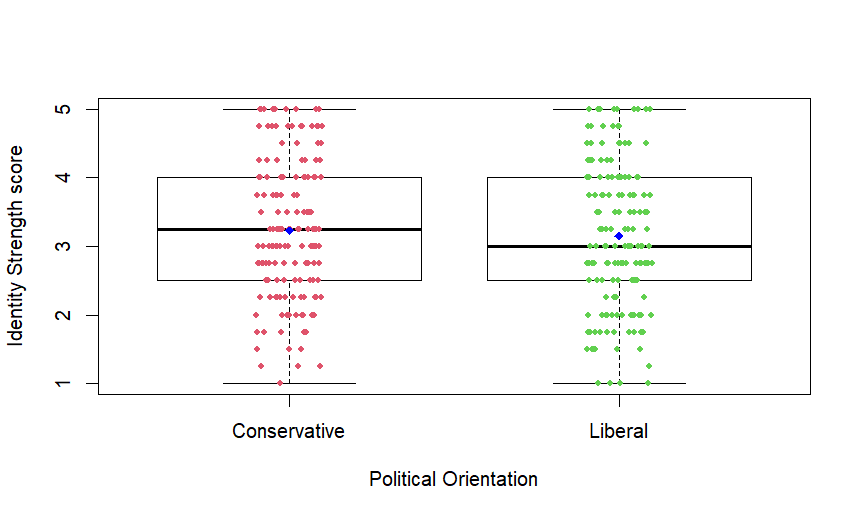 Identity Strength score
5
4
3
2
1
Conservative Liberal
Political Orientation